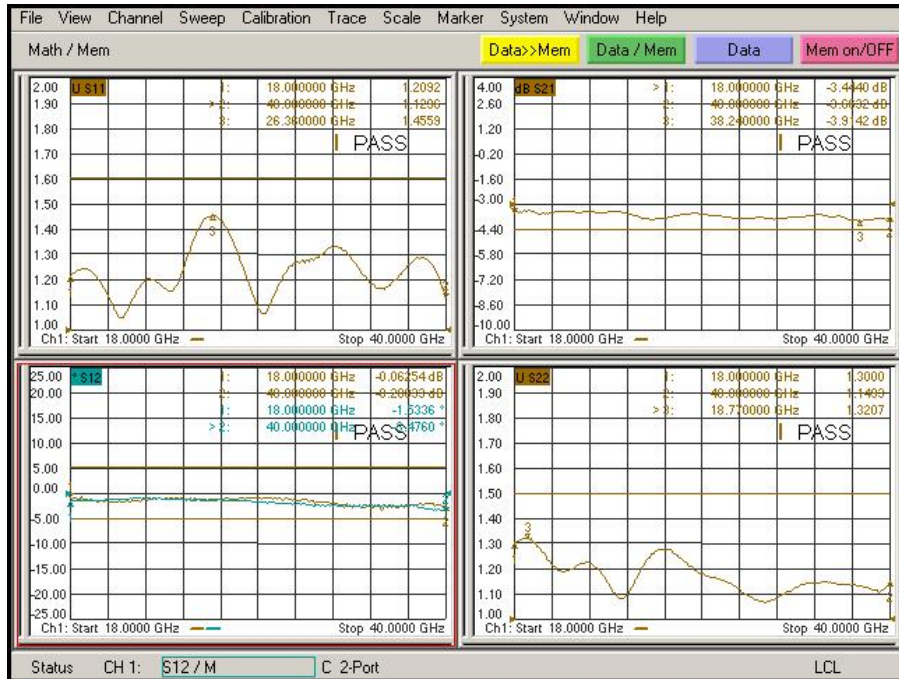 File View Channel Sweep Calibration Trace Scale Marker System Window Help
Math / Mem
Data>>Mem Data / Mem Data Mem on/OFF
2.00 U S11 1: 18.000000 GHz 1.2092
1.90 > 2: 40.000000 GHz 1.1296
3: 26.360000 GHz 1.4559
1.80
PASS
1.70
1.60
1.50
1.40
3
1.30
1.20
1.10
1.00
Ch1: Start 18.0000 GHz Stop 40.0000 GHz
4.00 dB S21 > 1: 18.000000 GHz -3.4440 dB
2.60 2: 40.000000 GHz
3: 38.240000 GHz -3.9142 dB
1.20
PASS
-0.20
-1.60
-3.00
-4.40
3
-5.80
-7.20
-8.60
-10.00
Ch1: Start 18.0000 GHz Stop 40.0000 GHz
25.00 ° S12 1: 18.000000 GHz -0.06254 dB
20.00 2: 40.000000 GHz
1: 18.000000 GHz -1.5336 °
15.00 > 2: 40.000000 GHz
PASS
10.00
5.00
0.00
-5.00
-10.00
-15.00
-20.00
-25.00
Ch1: Start 18.0000 GHz Stop 40.0000 GHz
2.00 U S22 1: 18.000000 GHz 1.3000
1.90 2: 40.000000 GHz
> 3: 18.770000 GHz 1.3207
1.80
PASS
1.70
1.60
1.50
1.40
3
1.30
1.20
1.10
1.00
Ch1: Start 18.0000 GHz Stop 40.0000 GHz
Status CH 1: S12 / M C 2-Port LCL